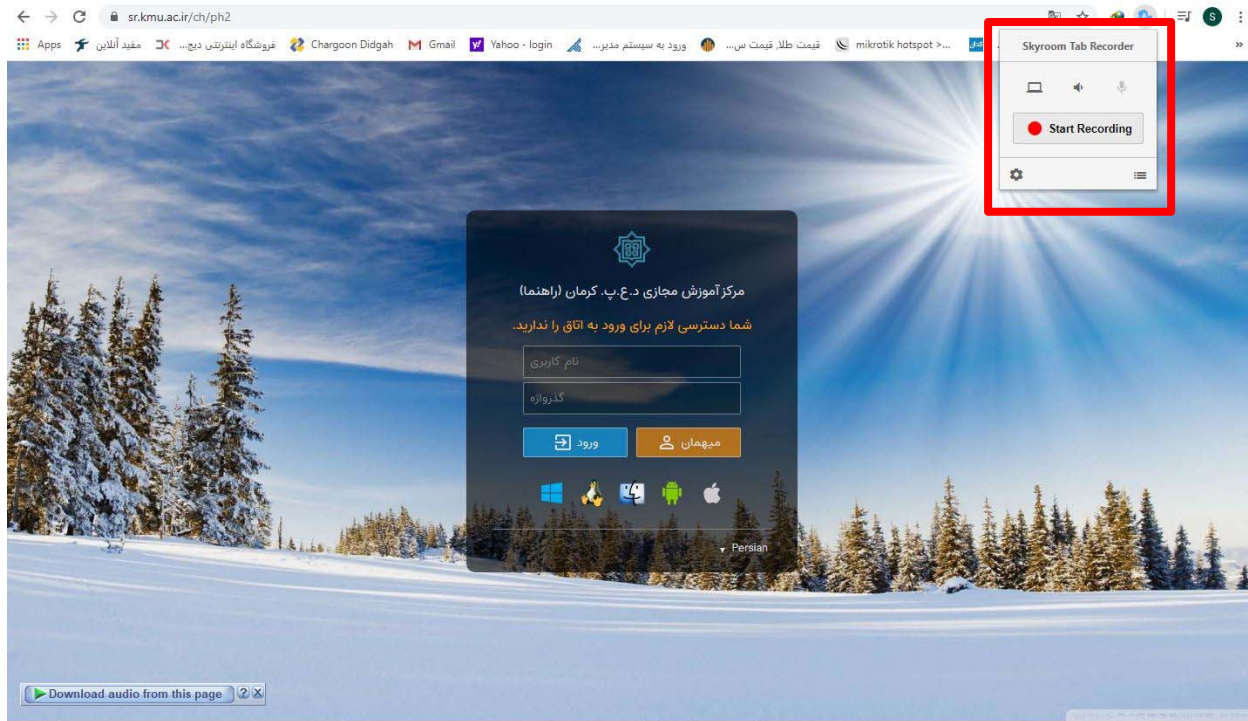 sr.kmu.ac.ir/ch/ph2
S
Apps
مفید آنلاین
فروشگاه اینترنتی دیج...
Chargoon Didgah
Gmail
Yahoo - login
ورود به سیستم مدیر...
قیمت طلا, قیمت س...
mikrotik hotspot >...
»
Skyroom Tab Recorder
Start Recording
مرکز آموزش مجازی د.ع.پ. کرمان (راهنما)
شما دسترسی لازم برای ورود به اتاق را ندارید.
نام کاربری
گذرواژه
ورود
میهمان
Persian
Download audio from this page
? X